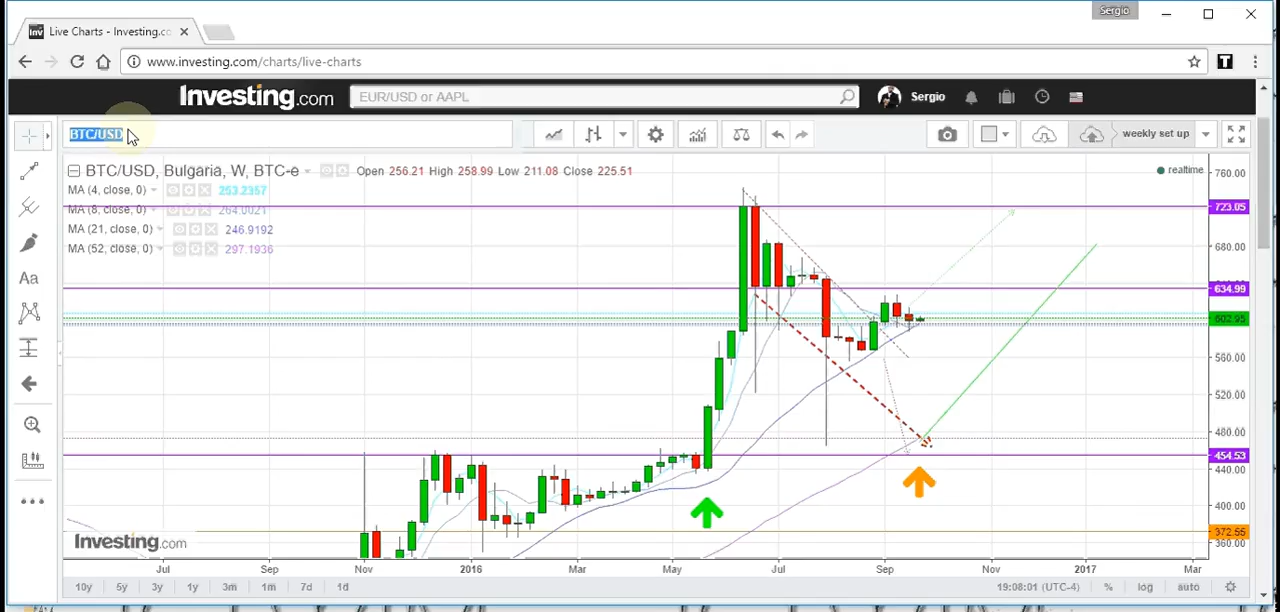 Sergio
Live Charts - Investing.co
www.investing.com/charts/live-charts
Investing.com
EUR/USD or AAPL
Sergio
BTC/USD
weekly set up
BTC/USD, Bulgaria, W, BTC-e
Open 256.21 High 258.99 Low 211.08 Close 225.51
realtime
MA (4, close, 0) 253.2357
MA (8, close, 0) 264.0021
MA (21, close, 0) 246.9192
MA (52, close, 0) 297.1936
760.00
723.05
680.00
634.99
602.95
560.00
520.00
480.00
454.53
440.00
400.00
372.55
360.00
Investing.com
Jul Sep Nov 2016 Mar May Jul Sep Nov 2017 Mar
10y 5y 3y 1y 3m 1m 7d 1d 19:08:01 (UTC-4) % log auto
Aa